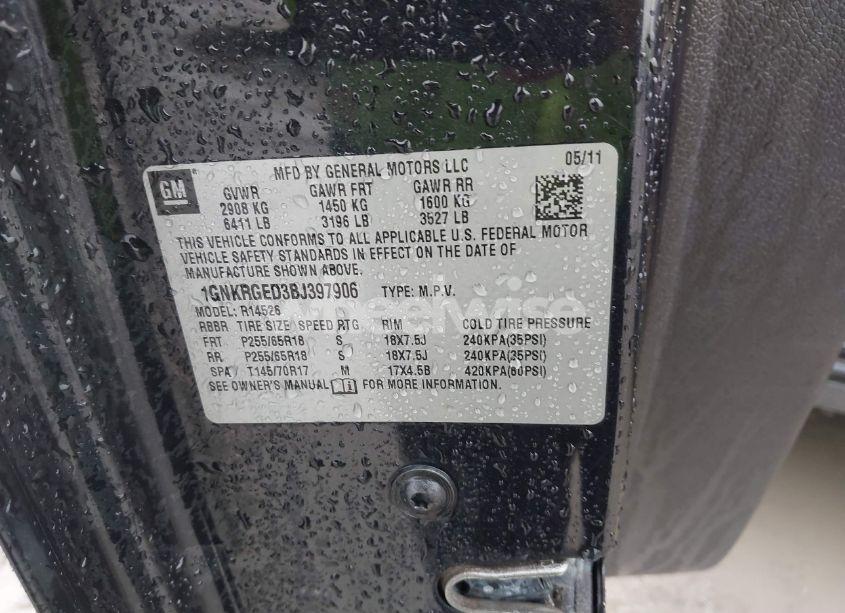 GM
MFD BY GENERAL MOTORS LLC 05/11
GVWR GAWR FRT GAWR RR
2908 KG 1450 KG 1600 KG
6411 LB 3196 LB 3527 LB
THIS VEHICLE CONFORMS TO ALL APPLICABLE U.S. FEDERAL MOTOR
VEHICLE SAFETY STANDARDS IN EFFECT ON THE DATE OF
MANUFACTURE SHOWN ABOVE.
1GNKRGED3BJ397906 TYPE: M.P.V.
MODEL: R14526
RBBR TIRE SIZE SPEED RTG RIM COLD TIRE PRESSURE
FRT P255/65R18 S 18X7.5J 240KPA(35PSI)
RR P255/65R18 S 18X7.5J 240KPA(35PSI)
SPA T145/70R17 M 17X4.5B 420KPA(60PSI)
SEE OWNER'S MANUAL FOR MORE INFORMATION.